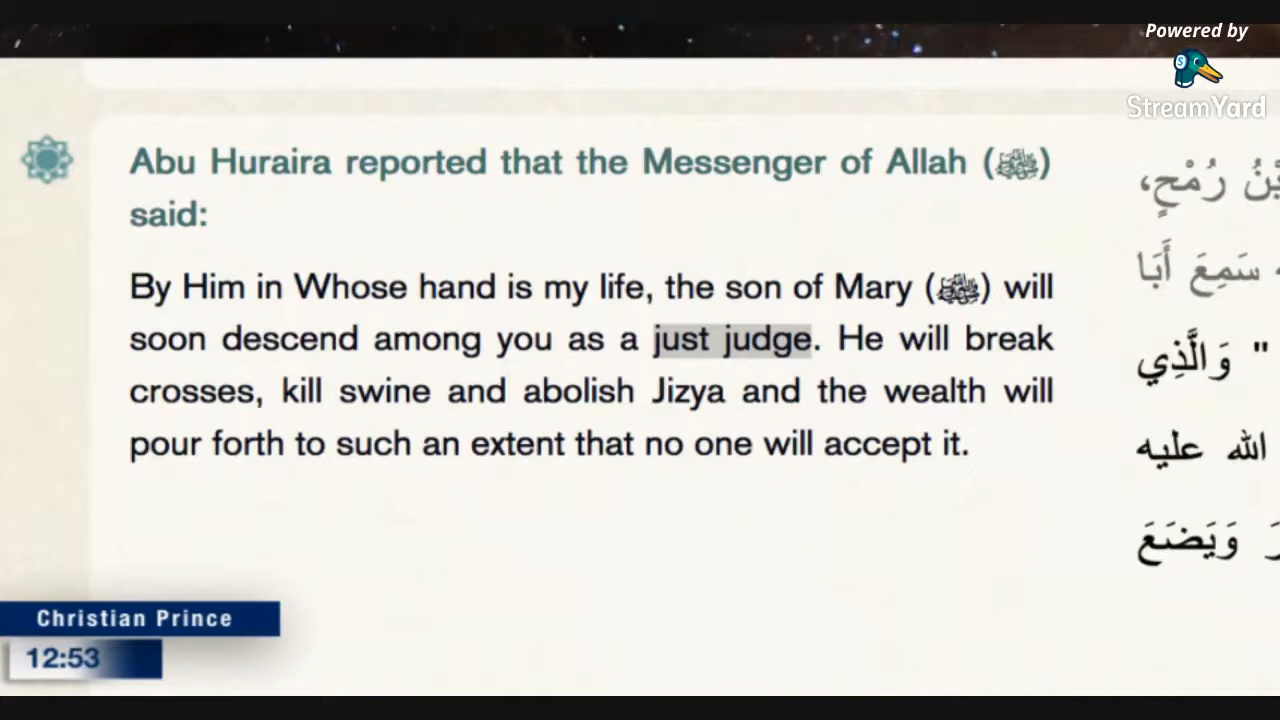 Powered by
StreamYard
Abu Huraira reported that the Messenger of Allah (ﷺ)
said:
By Him in Whose hand is my life, the son of Mary (ﷺ) will
soon descend among you as a just judge. He will break
crosses, kill swine and abolish Jizya and the wealth will
pour forth to such an extent that no one will accept it.
رُمْحٍ،
سَمِعَ أَبَا
" وَالَّذِي
الله عليه
وَيَضَعَ
Christian Prince
12:53